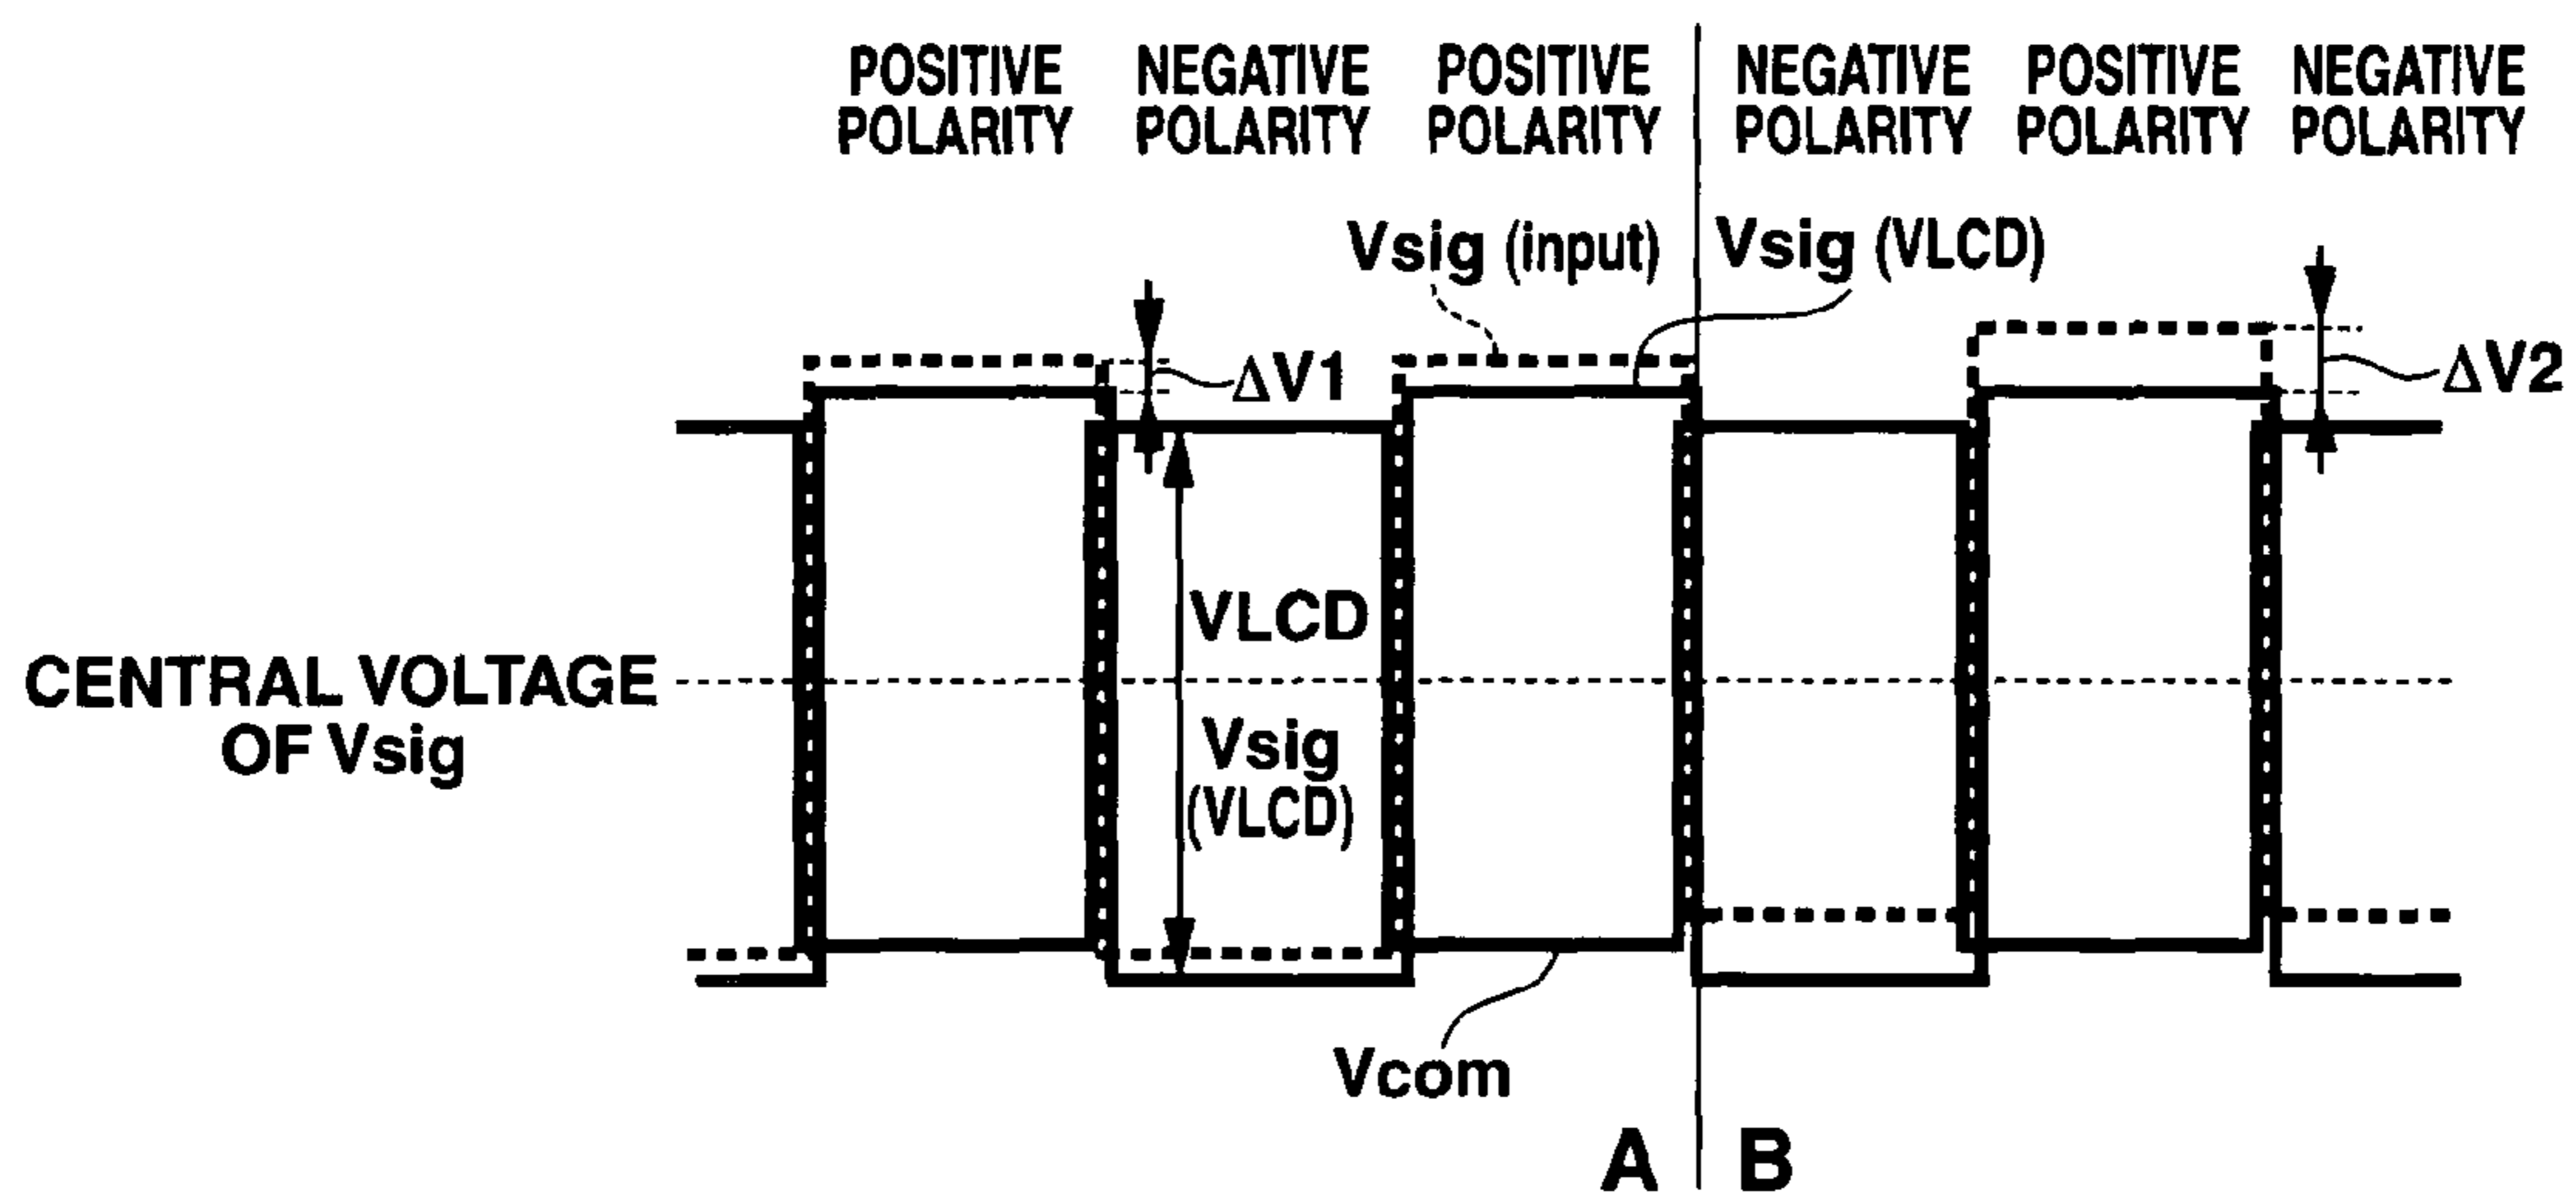 POSITIVE POLARITY NEGATIVE POLARITY POSITIVE POLARITY NEGATIVE POLARITY POSITIVE POLARITY NEGATIVE POLARITY
Vsig (input) Vsig (VLCD)
ΔV1 ΔV2
VLCD
CENTRAL VOLTAGE
OF Vsig
Vsig
(VLCD)
Vcom
A B